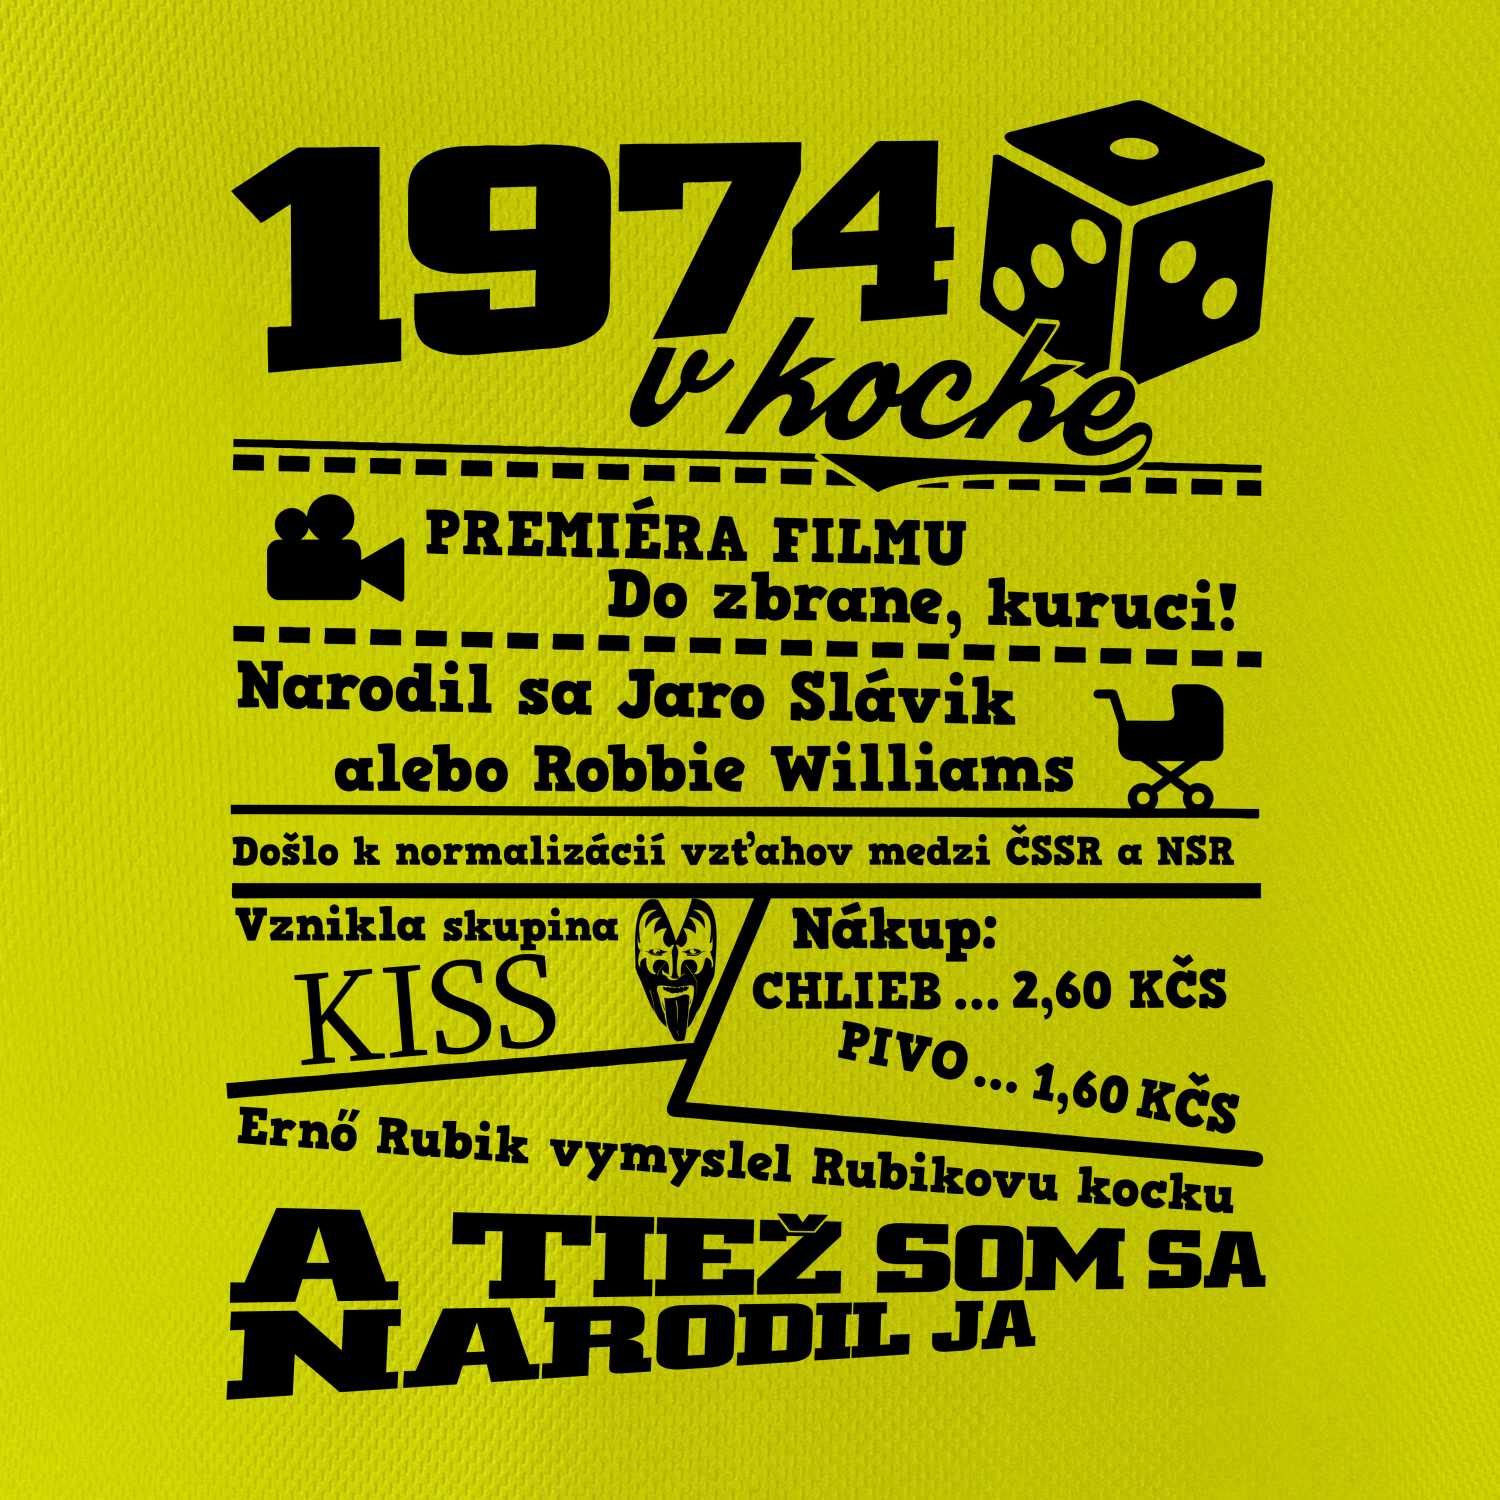 1974
v kocke
PREMIÉRA FILMU
Do zbrane, kuruci!
Narodil sa Jaro Slávik
alebo Robbie Williams
Došlo k normalizácií vzťahov medzi ČSSR a NSR
Vznikla skupina
KISS
Nákup:
CHLIEB ... 2,60 KČS
PIVO ... 1,60 KČS
Ernő Rubik vymyslel Rubikovu kocku
A TIEŽ SOM SA
NARODIL JA